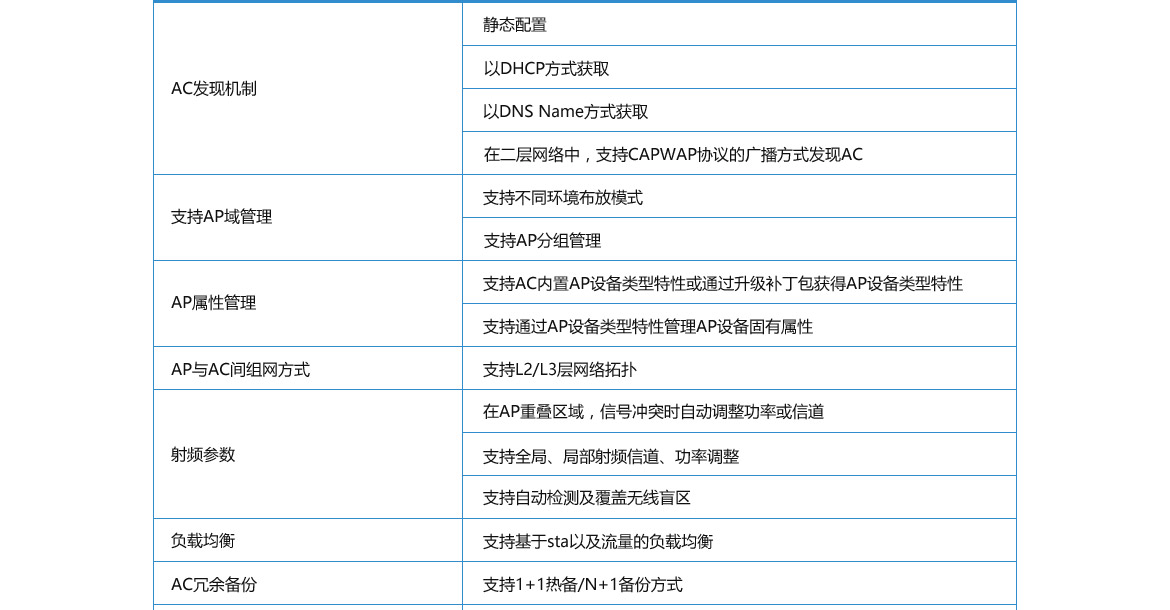 AC发现机制
静态配置
以DHCP方式获取
以DNS Name方式获取
在二层网络中，支持CAPWAP协议的广播方式发现AC
支持AP域管理
支持不同环境布放模式
支持AP分组管理
AP属性管理
支持AC内置AP设备类型特性或通过升级补丁包获得AP设备类型特性
支持通过AP设备类型特性管理AP设备固有属性
AP与AC间组网方式
支持L2/L3层网络拓扑
射频参数
在AP重叠区域，信号冲突时自动调整功率或信道
支持全局、局部射频信道、功率调整
支持自动检测及覆盖无线盲区
负载均衡
支持基于sta以及流量的负载均衡
AC冗余备份
支持1+1热备/N+1备份方式